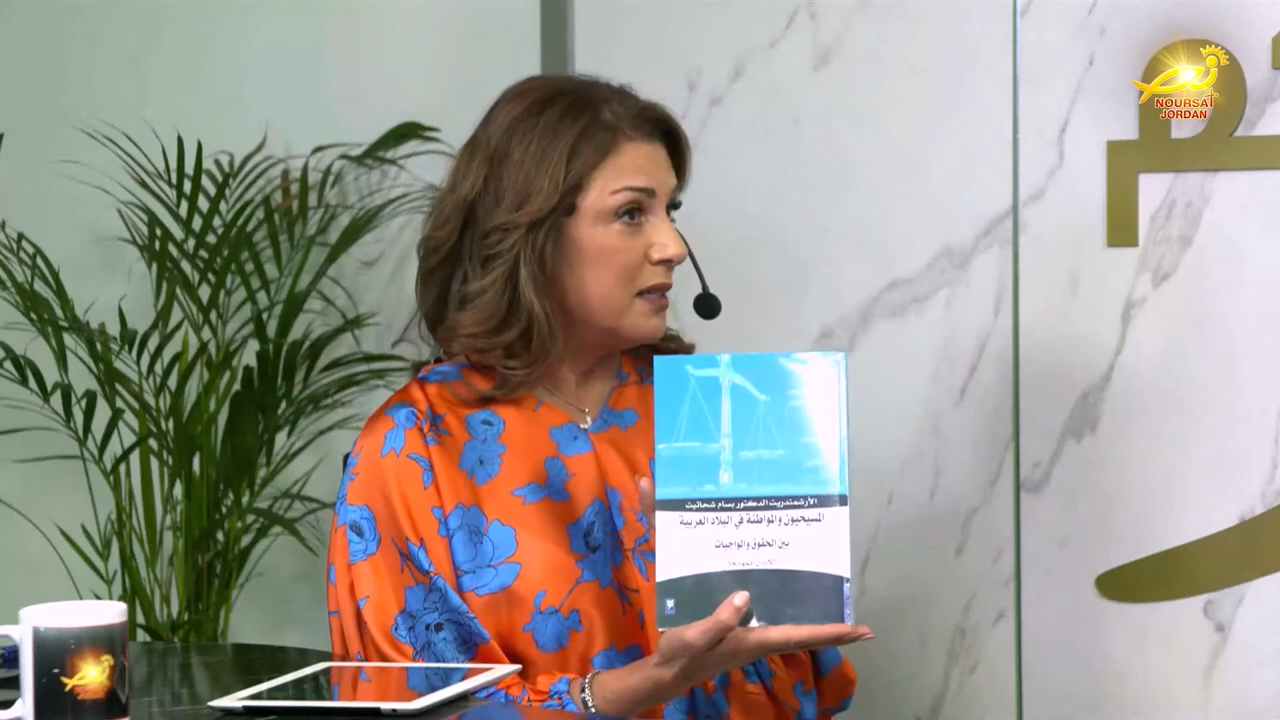 NOURSAT
JORDAN
الأرشمندريت الدكتور بسام شحاتيت
المسيحيون والمواطنة في البلاد العربية
بين الحقوق والواجبات